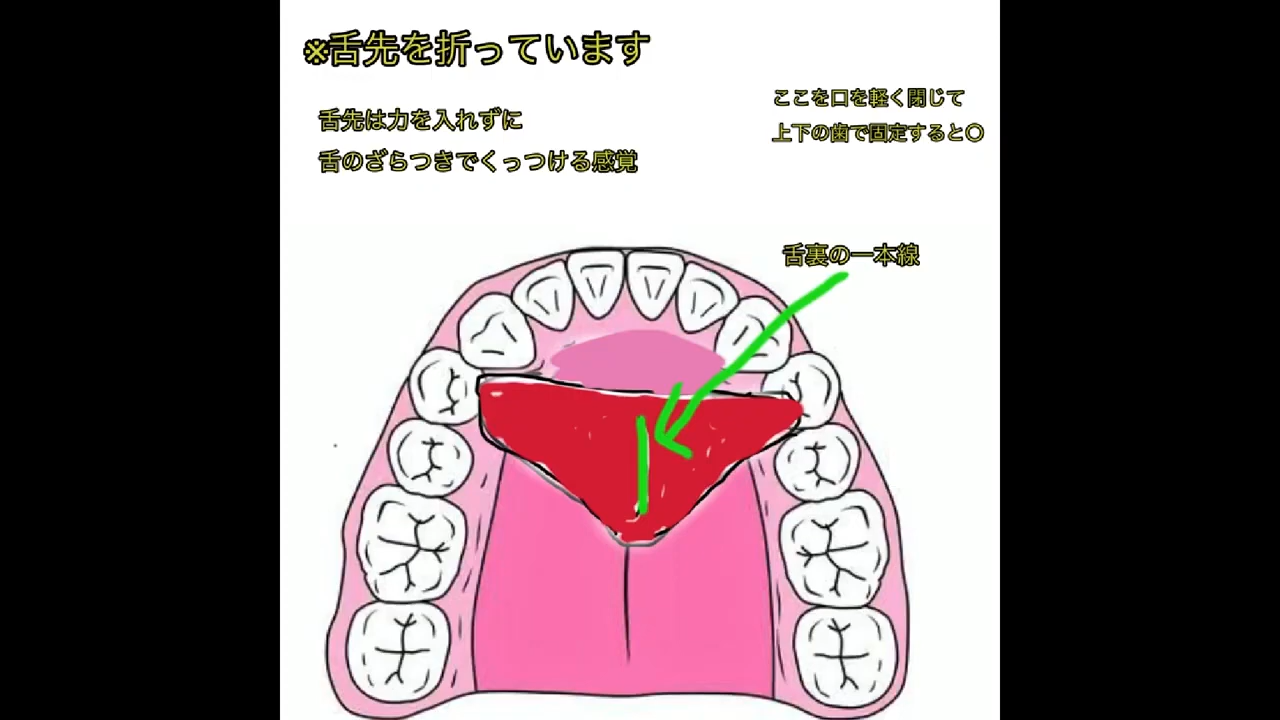 ※舌先を折っています
舌先は力を入れずに
舌のざらつきでくっつける感覚
ここを口を軽く閉じて
上下の歯で固定すると〇
舌裏の一本線